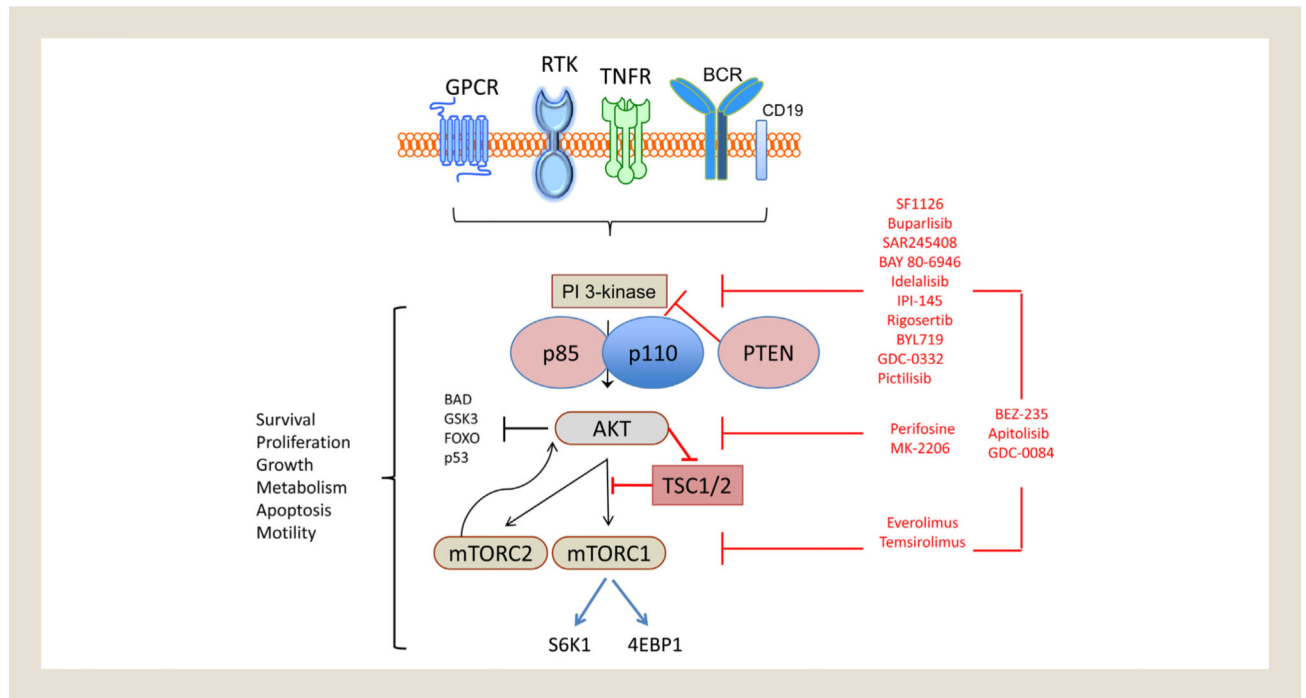 GPCR
RTK
TNFR
BCR
CD19
SF1126
Buparlisib
SAR245408
BAY 80-6946
Idelalisib
IPI-145
Rigosertib
BYL719
GDC-0332
Pictilisib
PI 3-kinase
p85
p110
PTEN
BAD
GSK3
FOXO
p53
AKT
Perifosine
MK-2206
BEZ-235
Apitolisib
GDC-0084
Survival
Proliferation
Growth
Metabolism
Apoptosis
Motility
TSC1/2
Everolimus
Temsirolimus
mTORC2
mTORC1
S6K1
4EBP1